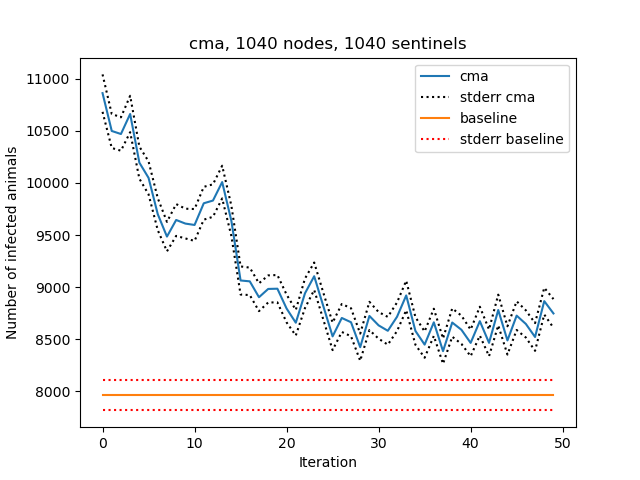 cma, 1040 nodes, 1040 sentinels
11000
10500
10000
9500
9000
8500
8000
Number of infected animals
cma
stderr cma
baseline
stderr baseline
0 10 20 30 40 50
Iteration